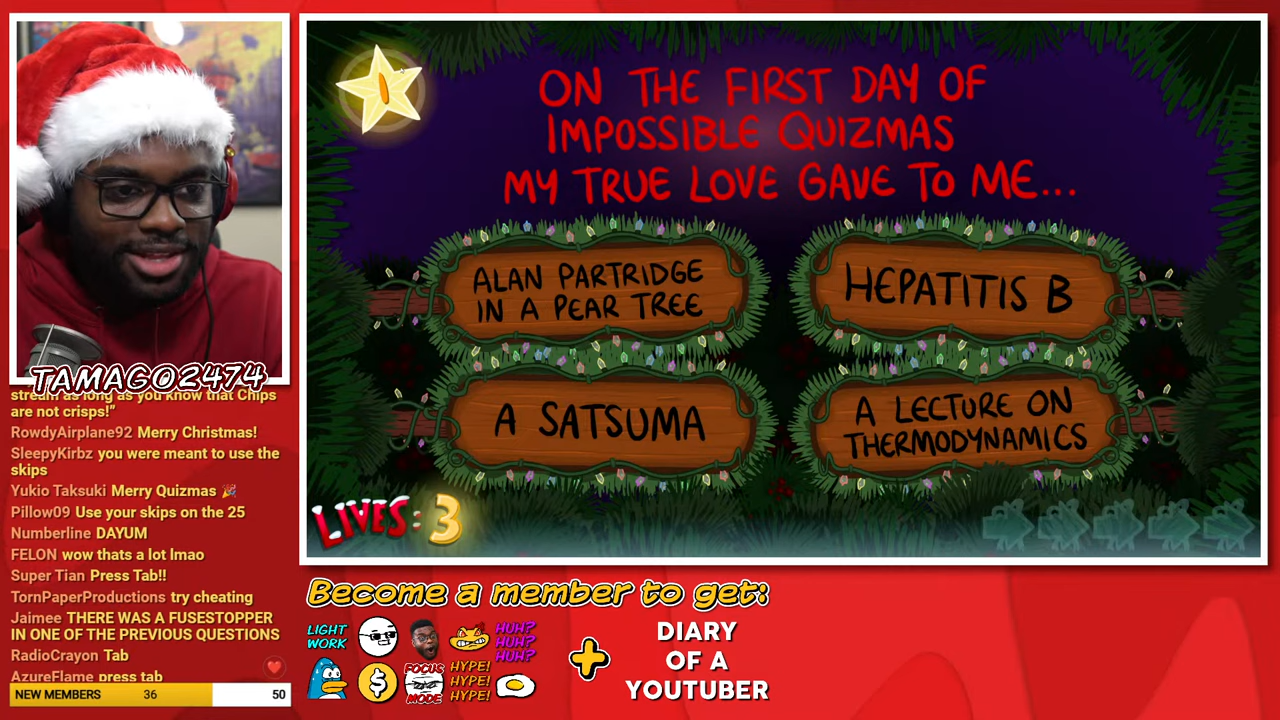 ON THE FIRST DAY OF
IMPOSSIBLE QUIZMAS
MY TRUE LOVE GAVE TO ME...
ALAN PARTRIDGE
IN A PEAR TREE
HEPATITIS B
A SATSUMA
A LECTURE ON
THERMODYNAMICS
LIVES: 3
TAMAGO2474
stream as long as you know that Chips
are not crisps!"
RowdyAirplane92 Merry Christmas!
SleepyKirbz you were meant to use the
skips
Yukio Taksuki Merry Quizmas 🎉
Pillow09 Use your skips on the 25
Numberline DAYUM
FELON wow thats a lot lmao
Super Tian Press Tab!!
TornPaperProductions try cheating
Jaimee THERE WAS A FUSESTOPPER
IN ONE OF THE PREVIOUS QUESTIONS
RadioCrayon Tab
AzureFlame press tab
NEW MEMBERS 36 50
Become a member to get:
LIGHT
WORK
HUH?
HUH?
HUH?
$
FOCUS
MODE
HYPE!
HYPE!
HYPE!
+
DIARY
OF A
YOUTUBER